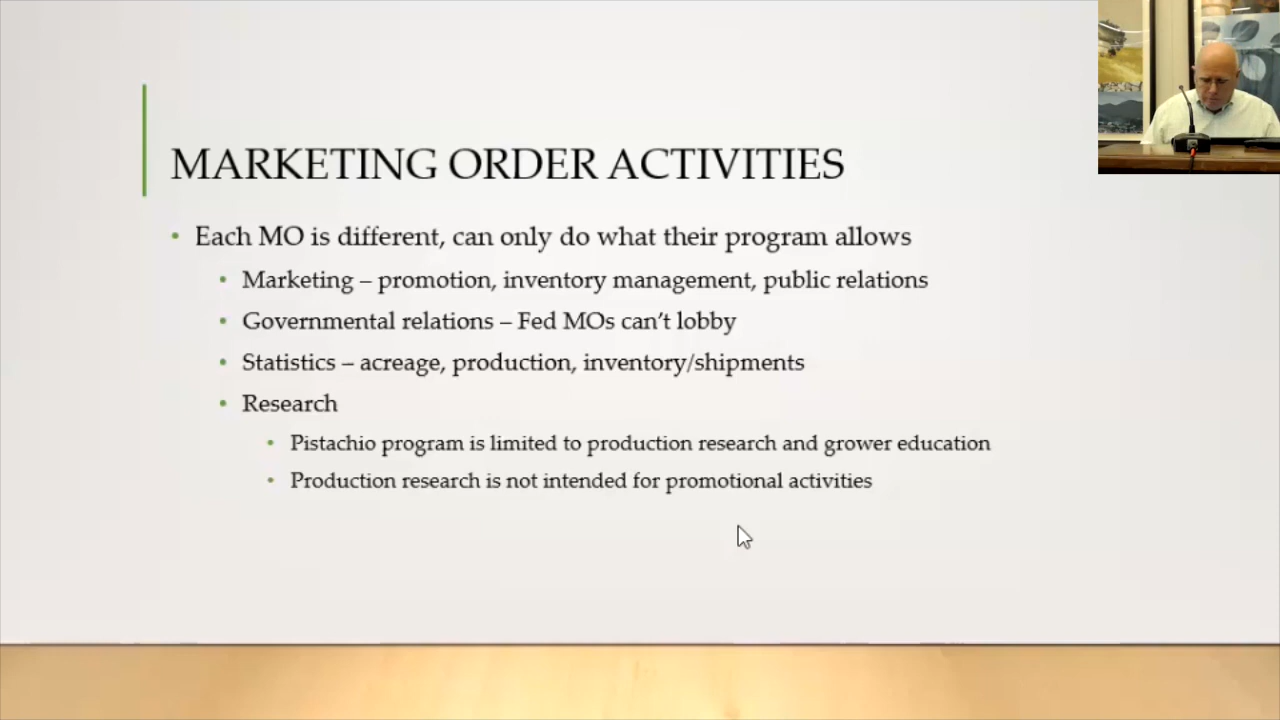 MARKETING ORDER ACTIVITIES
• Each MO is different, can only do what their program allows
• Marketing – promotion, inventory management, public relations
• Governmental relations – Fed MOs can’t lobby
• Statistics – acreage, production, inventory/shipments
• Research
• Pistachio program is limited to production research and grower education
• Production research is not intended for promotional activities